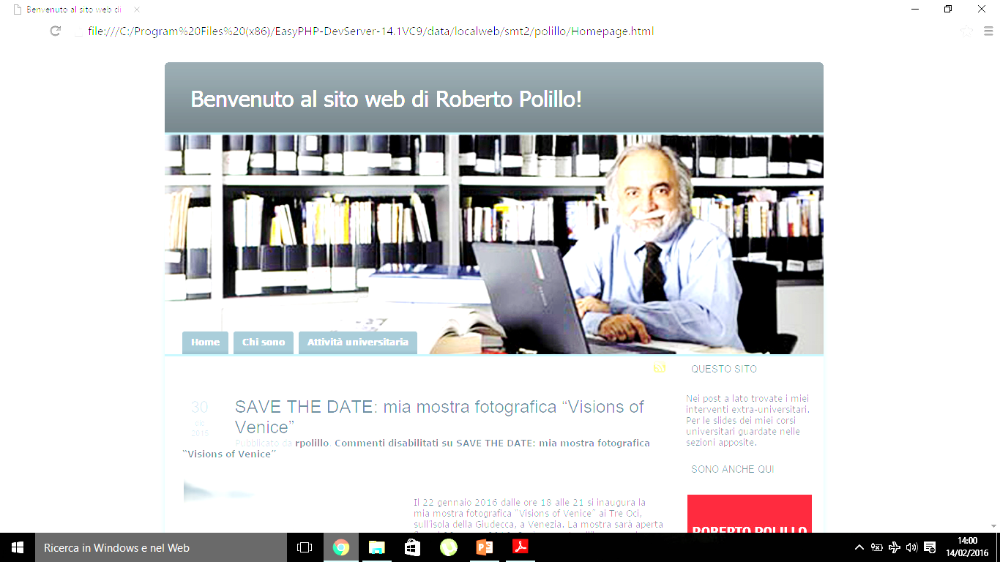 Benvenuto al sito web di
file:///C:/Program%20Files%20(x86)/EasyPHP-DevServer-14.1VC9/data/localweb/smt2/polillo/Homepage.html
Benvenuto al sito web di Roberto Polillo!
Home
Chi sono
Attività universitaria
30
DIC
2015
SAVE THE DATE: mia mostra fotografica “Visions of
Venice”
Pubblicato da rpolillo. Commenti disabilitati su SAVE THE DATE: mia mostra fotografica
“Visions of Venice”
Il 22 gennaio 2016 dalle ore 18 alle 21 si inaugura la
mia mostra fotografica “Visions of Venice” ai Tre Oci,
sull’isola della Giudecca, a Venezia. La mostra sarà aperta
QUESTO SITO
Nei post a lato trovate i miei
interventi extra-universitari.
Per le slides dei miei corsi
universitari guardate nelle
sezioni apposite.
SONO ANCHE QUI
ROBERTO POLILLO
Ricerca in Windows e nel Web
14:00
14/02/2016